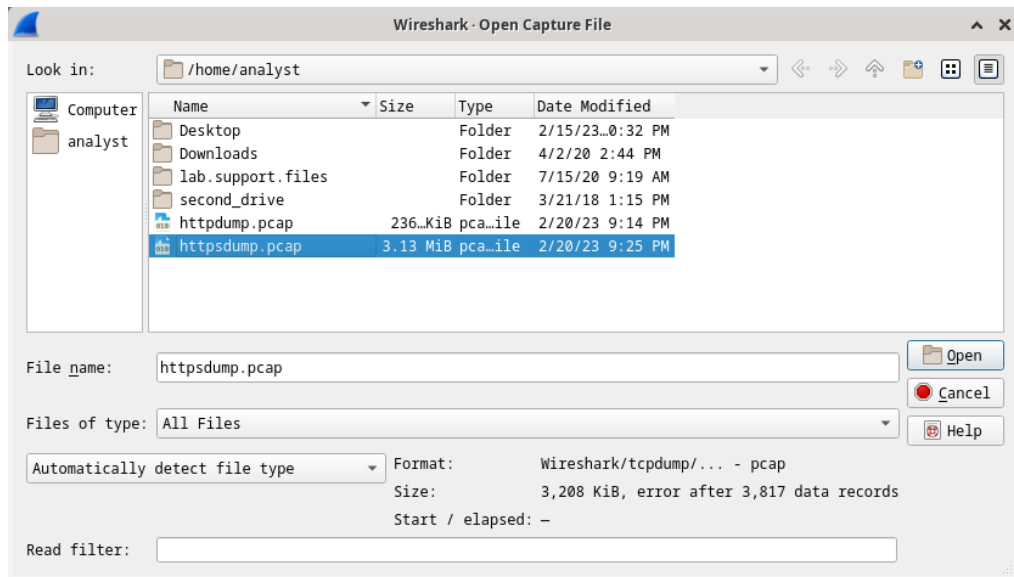 Wireshark · Open Capture File
Look in: /home/analyst
Computer
analyst
Name Size Type Date Modified
Desktop Folder 2/15/23…0:32 PM
Downloads Folder 4/2/20 2:44 PM
lab.support.files Folder 7/15/20 9:19 AM
second_drive Folder 3/21/18 1:15 PM
httpdump.pcap 236…KiB pca…ile 2/20/23 9:14 PM
httpsdump.pcap 3.13 MiB pca…ile 2/20/23 9:25 PM
File name: httpsdump.pcap Open
Cancel
Files of type: All Files Help
Automatically detect file type Format: Wireshark/tcpdump/... - pcap
Size: 3,208 KiB, error after 3,817 data records
Start / elapsed: —
Read filter: